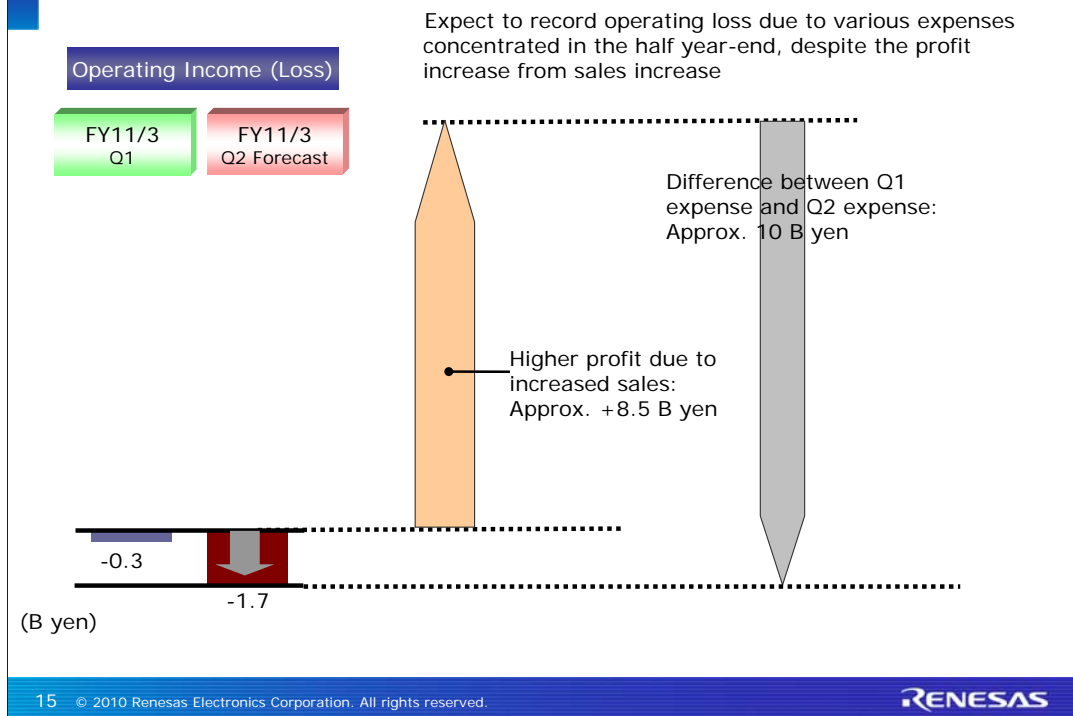 Expect to record operating loss due to various expenses
concentrated in the half year-end, despite the profit
increase from sales increase
Operating Income (Loss)
FY11/3
Q1
FY11/3
Q2 Forecast
Difference between Q1
expense and Q2 expense:
Approx. 10 B yen
Higher profit due to
increased sales:
Approx. +8.5 B yen
-0.3
-1.7
(B yen)
15 © 2010 Renesas Electronics Corporation. All rights reserved.
RENESAS